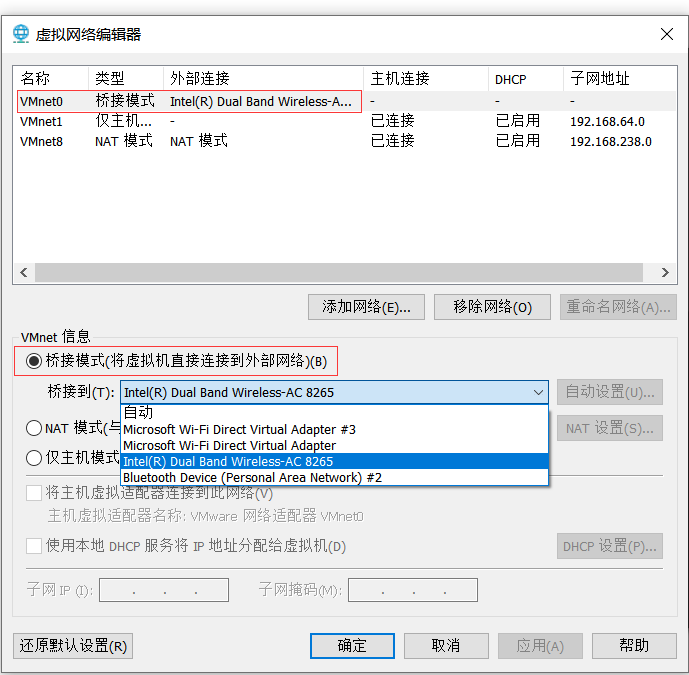 虚拟网络编辑器
名称 类型 外部连接 主机连接 DHCP 子网地址
VMnet0 桥接模式 Intel(R) Dual Band Wireless-A... - - -
VMnet1 仅主机... - 已连接 已启用 192.168.64.0
VMnet8 NAT 模式 NAT 模式 已连接 已启用 192.168.238.0
添加网络(E)... 移除网络(O) 重命名网络(A)...
VMnet 信息
桥接模式(将虚拟机直接连接到外部网络)(B)
桥接到(T): Intel(R) Dual Band Wireless-AC 8265 自动设置(U)...
自动
NAT 模式(与 Microsoft Wi-Fi Direct Virtual Adapter #3 NAT 设置(S)...
Microsoft Wi-Fi Direct Virtual Adapter
仅主机模式 Intel(R) Dual Band Wireless-AC 8265
Bluetooth Device (Personal Area Network) #2
将主机虚拟适配器连接到此网络(V)
主机虚拟适配器名称: VMware 网络适配器 VMnet0
使用本地 DHCP 服务将 IP 地址分配给虚拟机(D) DHCP 设置(P)...
子网 IP (I): . . . 子网掩码(M): . . .
还原默认设置(R) 确定 取消 应用(A) 帮助